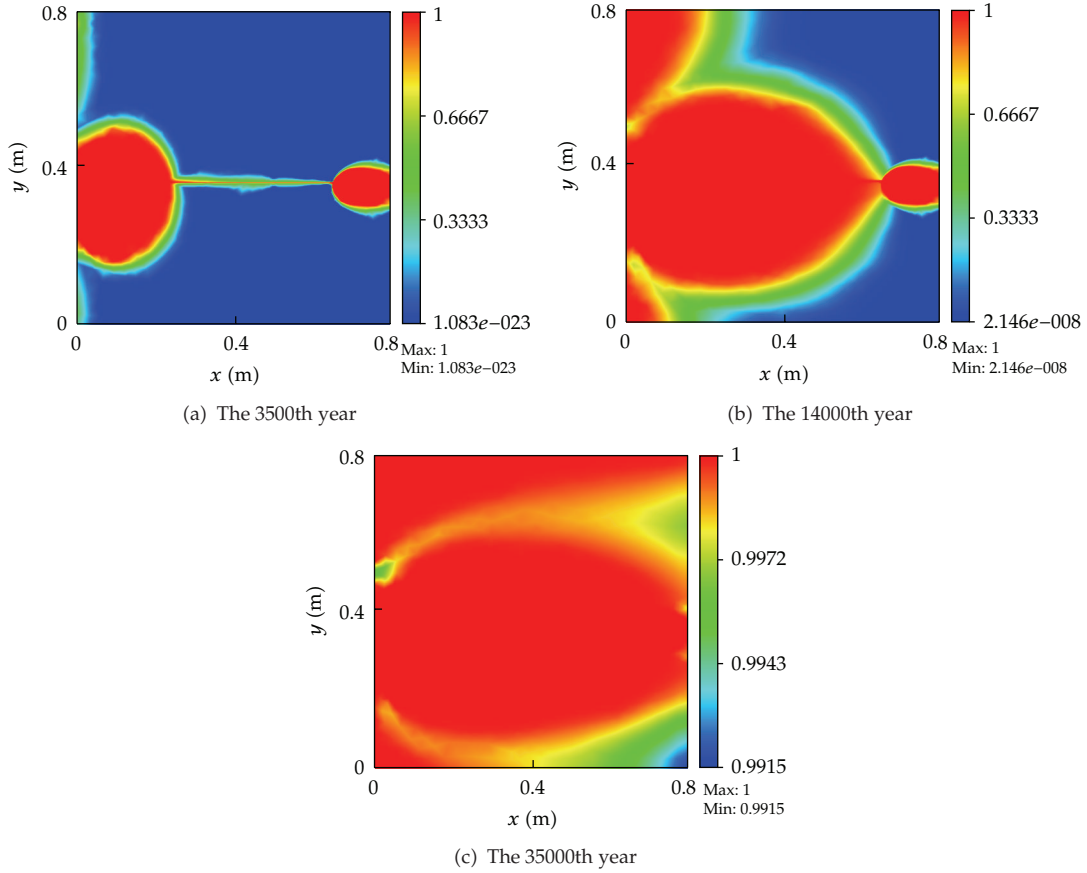 0.8
0.4
0
y (m)
0
0.4
0.8
x (m)
1
0.6667
0.3333
1.083e−023
Max: 1
Min: 1.083e−023
(a) The 3500th year
0.8
0.4
0
y (m)
0
0.4
0.8
x (m)
1
0.6667
0.3333
2.146e−008
Max: 1
Min: 2.146e−008
(b) The 14000th year
0.8
0.4
0
y (m)
0
0.4
0.8
x (m)
1
0.9972
0.9943
0.9915
Max: 1
Min: 0.9915
(c) The 35000th year